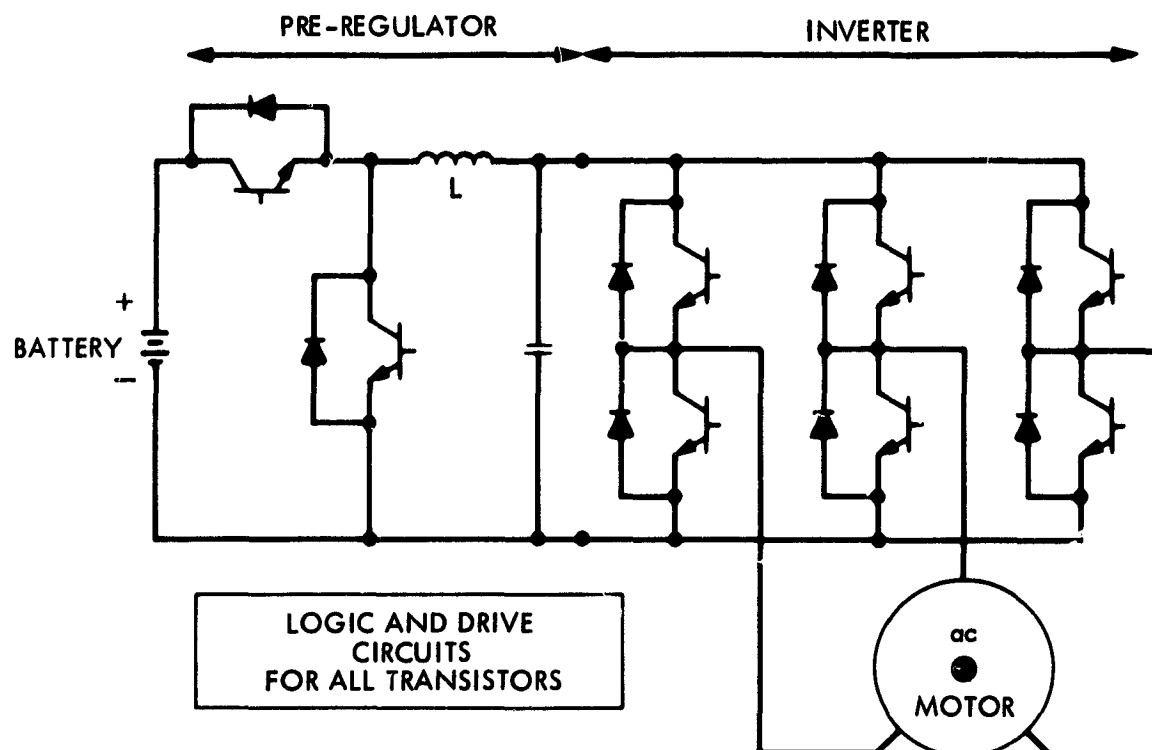 PRE-REGULATOR
INVERTER
L
+
BATTERY
−
LOGIC AND DRIVE
CIRCUITS
FOR ALL TRANSISTORS
ac
MOTOR